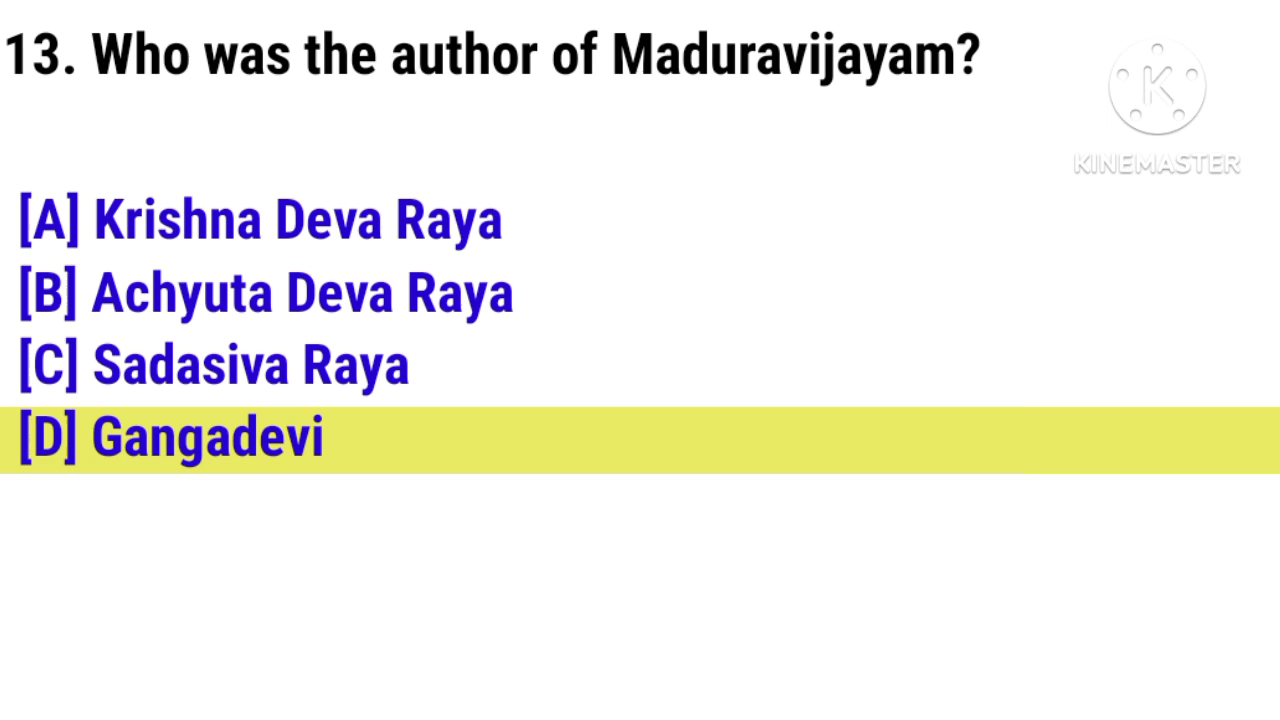 13. Who was the author of Maduravijayam?
K
KINEMASTER
[A] Krishna Deva Raya
[B] Achyuta Deva Raya
[C] Sadasiva Raya
[D] Gangadevi